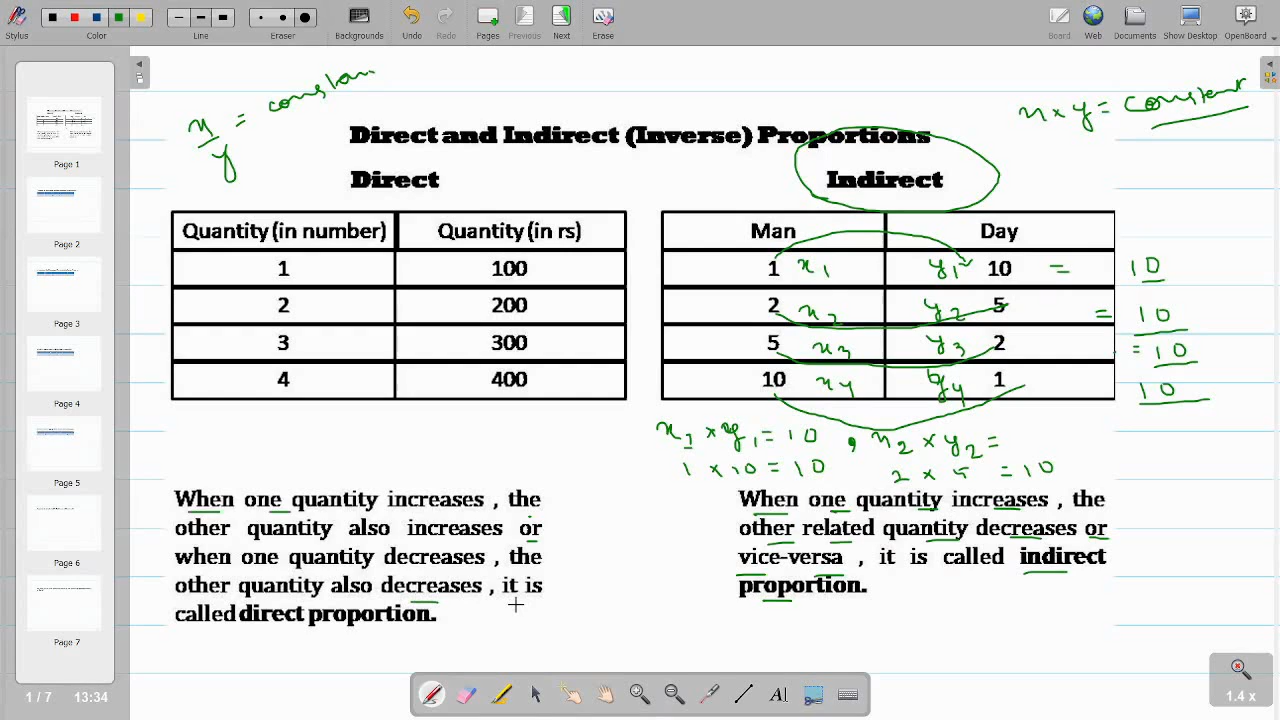 Stylus Color Line Eraser Backgrounds Undo Redo Pages Previous Next Erase Board Web Documents Show Desktop OpenBoard
x/y = constan
x × y = constant
Direct and Indirect (Inverse) Proportions
Direct
Indirect
Quantity (in number) Quantity (in rs)
1 100
2 200
3 300
4 400
Man Day
1 x1 y1 10 = 10
2 x2 y2 5 = 10
5 x3 y3 2 = 10
10 x4 y4 1 10
x1 × y1 = 10 , x2 × y2 =
1 × 10 = 10 2 × 5 = 10
When one quantity increases , the
other quantity also increases or
when one quantity decreases , the
other quantity also decreases , it is
called direct proportion.
When one quantity increases , the
other related quantity decreases or
vice-versa , it is called indirect
proportion.
Page 1
Page 2
Page 3
Page 4
Page 5
Page 6
Page 7
1 / 7 13:34
AI
1.4 x